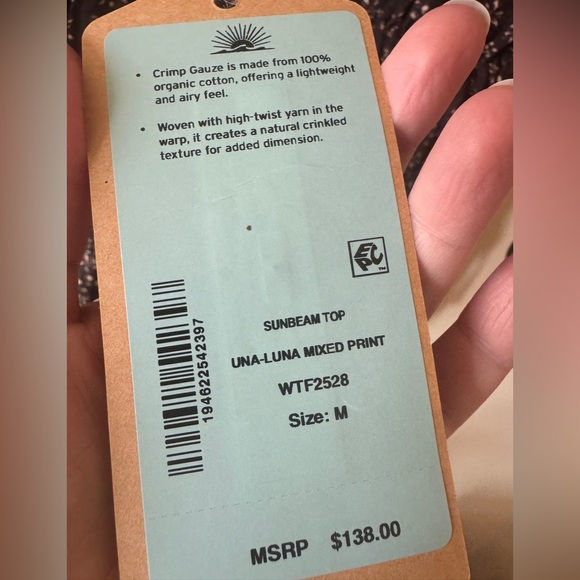 • Crimp Gauze is made from 100%
organic cotton, offering a lightweight
and airy feel.
• Woven with high-twist yarn in the
warp, it creates a natural crinkled
texture for added dimension.
EPC™
194622542397
SUNBEAM TOP
UNA-LUNA MIXED PRINT
WTF2528
Size: M
MSRP $138.00